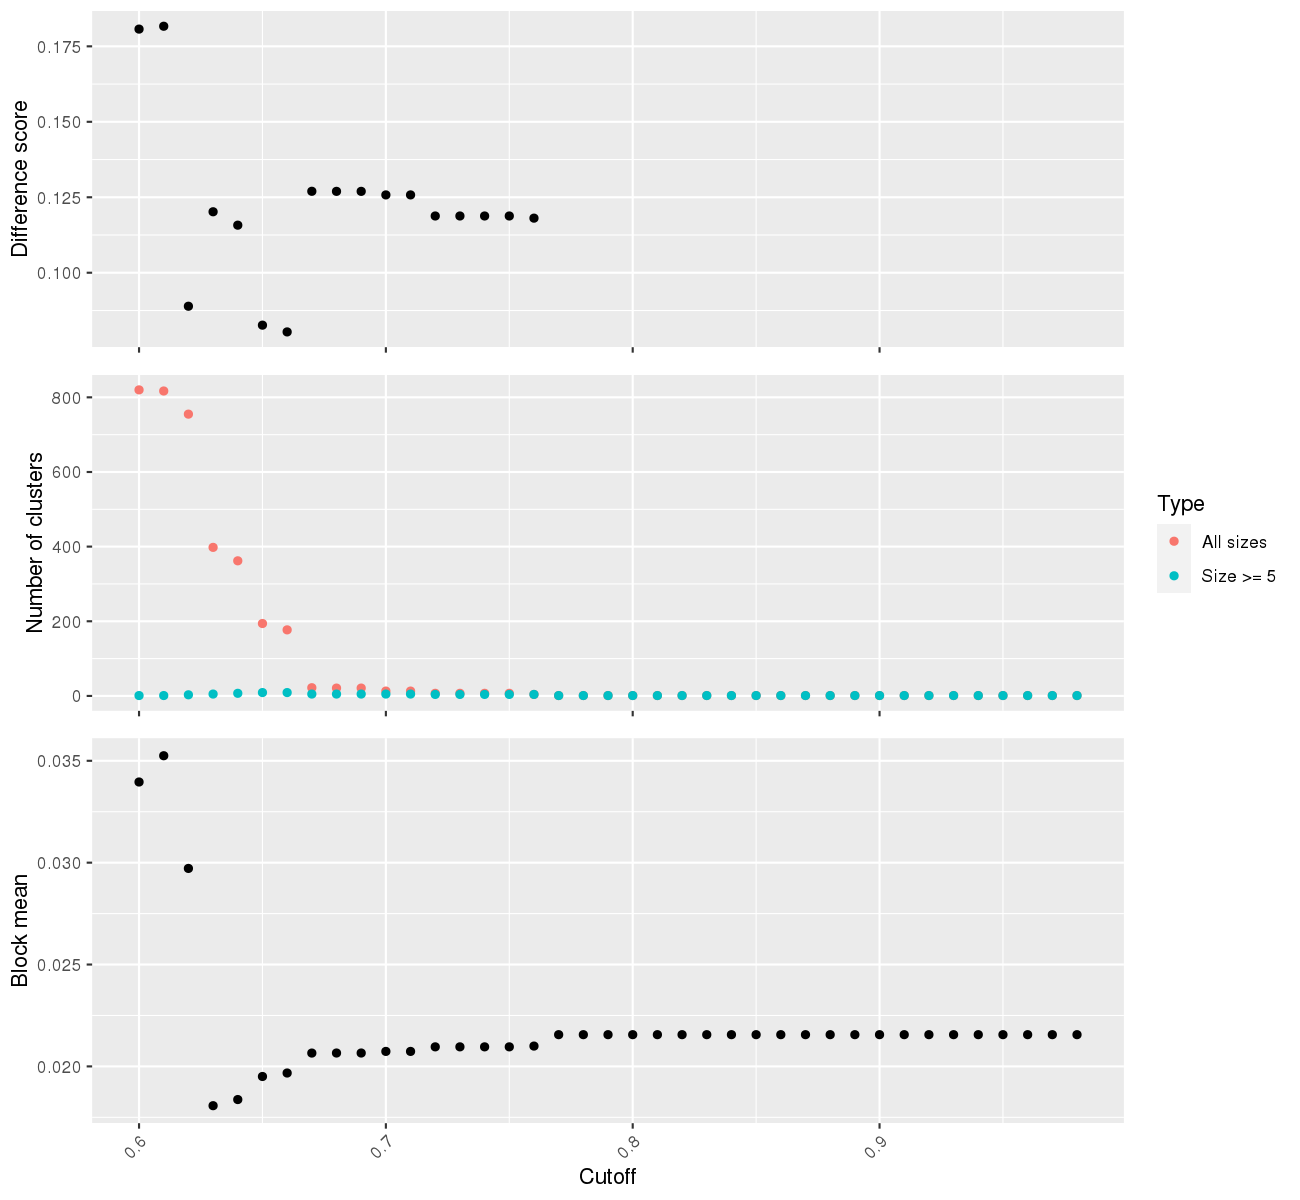 Difference score
0.175
0.150
0.125
0.100
Number of clusters
800
600
400
200
0
Type
All sizes
Size >= 5
Block mean
0.035
0.030
0.025
0.020
0.6
0.7
0.8
0.9
Cutoff